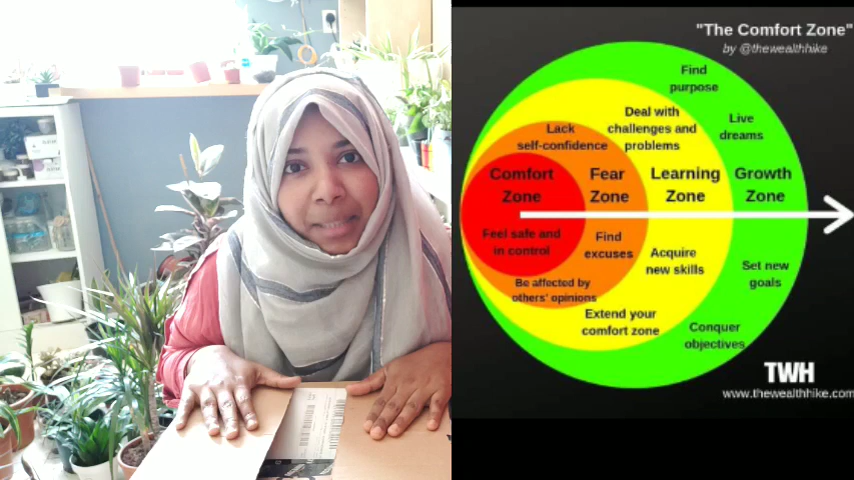 "The Comfort Zone"
by @thewealthhike
Find
purpose
Live
dreams
Deal with
challenges and
problems
Lack
self-confidence
Comfort
Zone
Fear
Zone
Learning
Zone
Growth
Zone
Feel safe and
in control
Find
excuses
Acquire
new skills
Set new
goals
Be affected by
others' opinions
Extend your
comfort zone
Conquer
objectives
TWH
www.thewealthhike.com